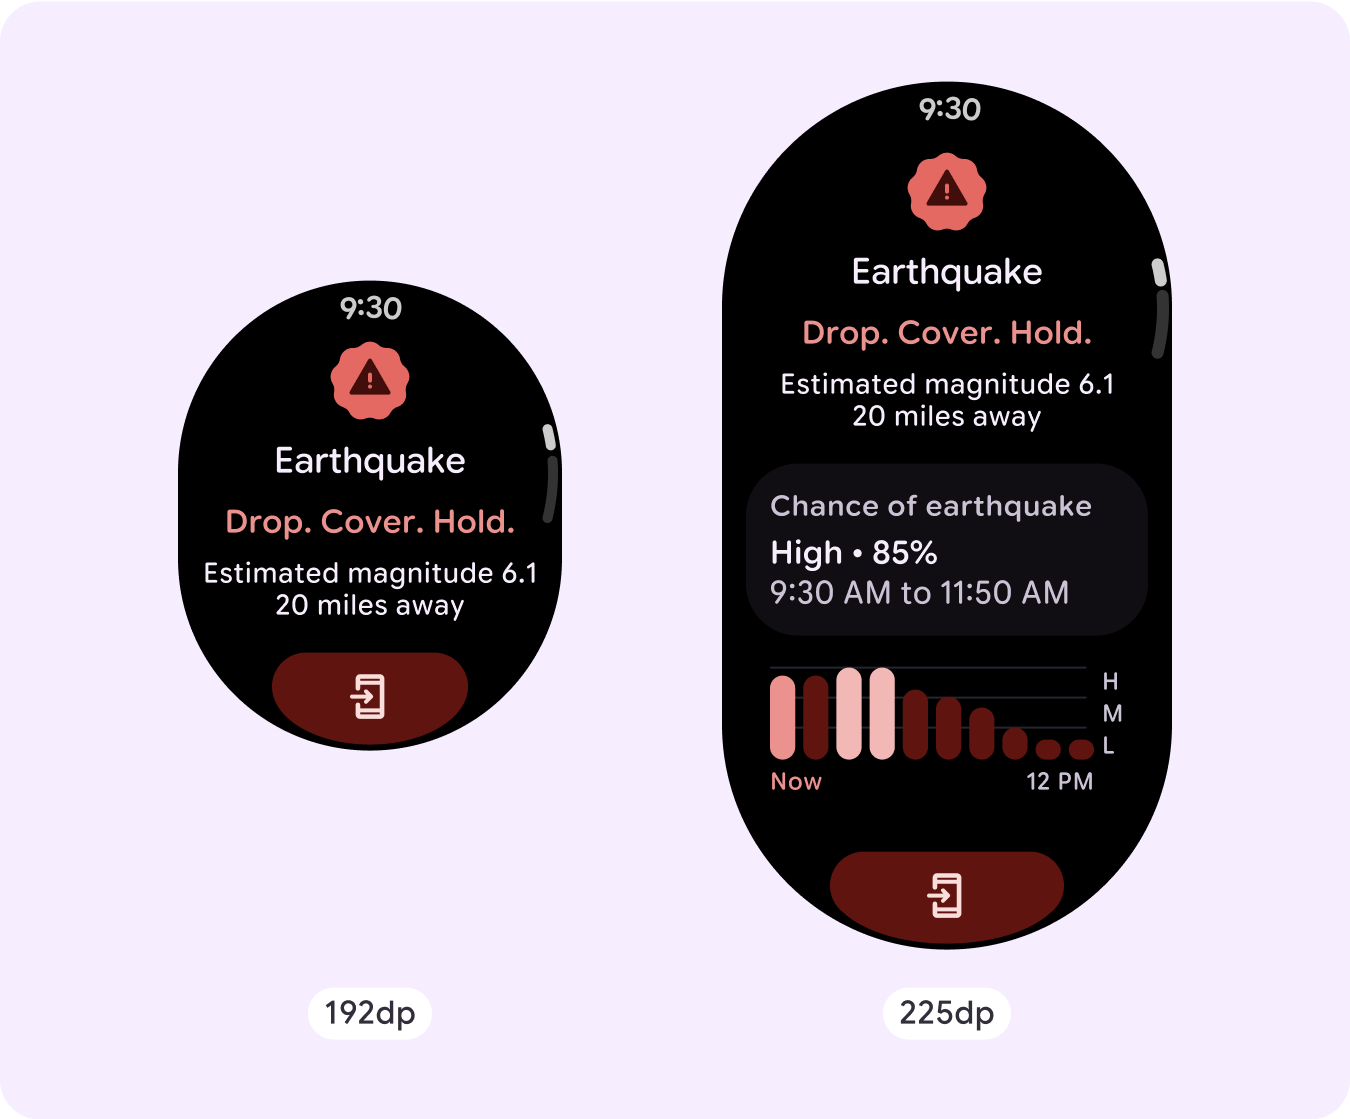 9:30
Earthquake
Drop. Cover. Hold.
Estimated magnitude 6.1
20 miles away
192dp
9:30
Earthquake
Drop. Cover. Hold.
Estimated magnitude 6.1
20 miles away
Chance of earthquake
High • 85%
9:30 AM to 11:50 AM
H
M
L
Now
12 PM
225dp